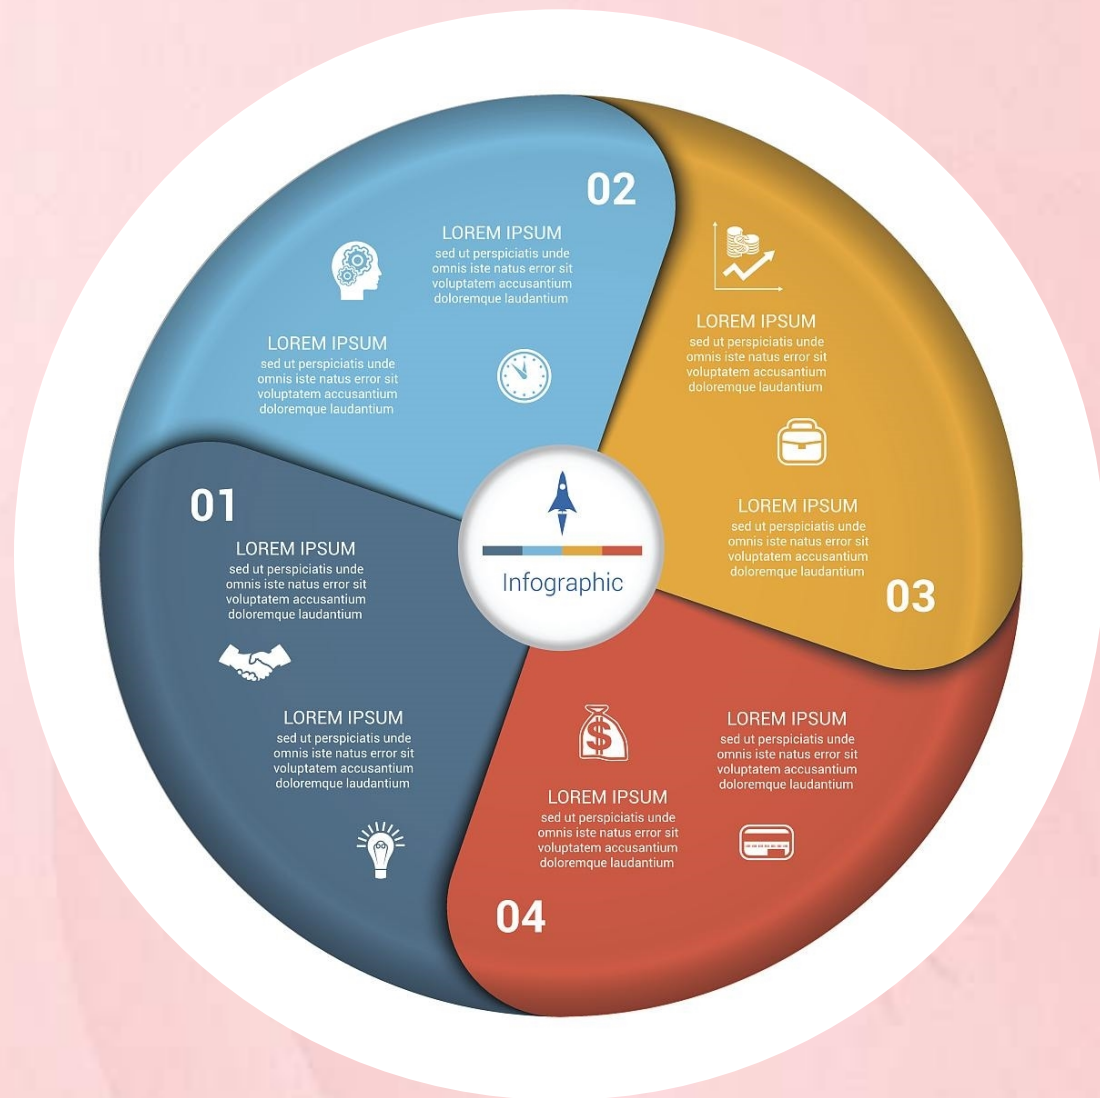 01
LOREM IPSUM
sed ut perspiciatis unde
omnis iste natus error sit
voluptatem accusantium
doloremque laudantium
LOREM IPSUM
sed ut perspiciatis unde
omnis iste natus error sit
voluptatem accusantium
doloremque laudantium
02
LOREM IPSUM
sed ut perspiciatis unde
omnis iste natus error sit
voluptatem accusantium
doloremque laudantium
LOREM IPSUM
sed ut perspiciatis unde
omnis iste natus error sit
voluptatem accusantium
doloremque laudantium
LOREM IPSUM
sed ut perspiciatis unde
omnis iste natus error sit
voluptatem accusantium
doloremque laudantium
LOREM IPSUM
sed ut perspiciatis unde
omnis iste natus error sit
voluptatem accusantium
doloremque laudantium
03
LOREM IPSUM
sed ut perspiciatis unde
omnis iste natus error sit
voluptatem accusantium
doloremque laudantium
$
LOREM IPSUM
sed ut perspiciatis unde
omnis iste natus error sit
voluptatem accusantium
doloremque laudantium
04
Infographic